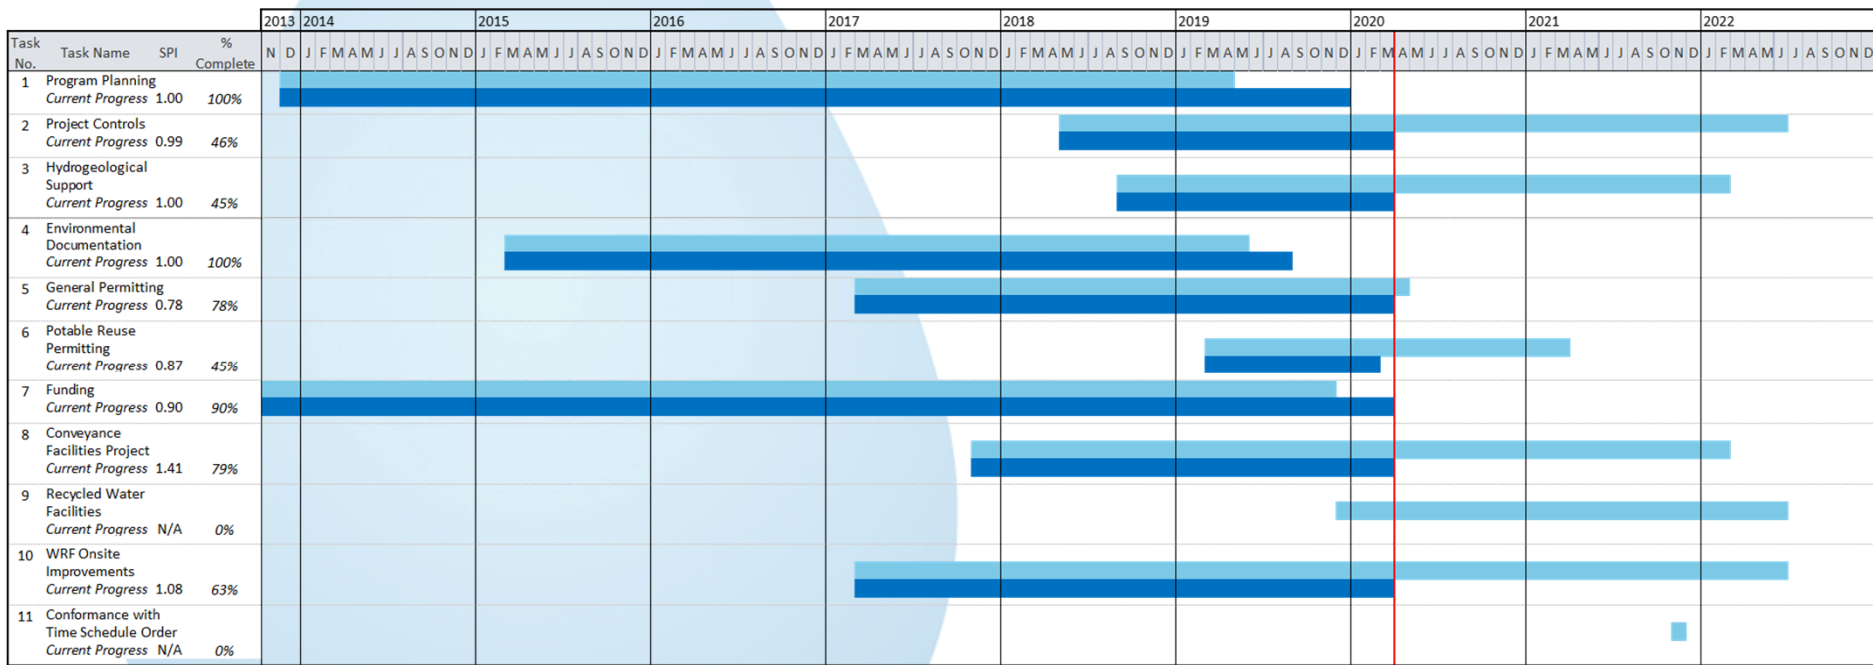 2013 2014 2015 2016 2017 2018 2019 2020 2021 2022
Task No. Task Name SPI % Complete N D J F M A M J J A S O N D J F M A M J J A S O N D J F M A M J J A S O N D J F M A M J J A S O N D J F M A M J J A S O N D J F M A M J J A S O N D J F M A M J J A S O N D J F M A M J J A S O N D J F M A M J J A S O N D
1 Program Planning
Current Progress 1.00 100%
2 Project Controls
Current Progress 0.99 46%
3 Hydrogeological
Support
Current Progress 1.00 45%
4 Environmental
Documentation
Current Progress 1.00 100%
5 General Permitting
Current Progress 0.78 78%
6 Potable Reuse
Permitting
Current Progress 0.87 45%
7 Funding
Current Progress 0.90 90%
8 Conveyance
Facilities Project
Current Progress 1.41 79%
9 Recycled Water
Facilities
Current Progress N/A 0%
10 WRF Onsite
Improvements
Current Progress 1.08 63%
11 Conformance with
Time Schedule Order
Current Progress N/A 0%